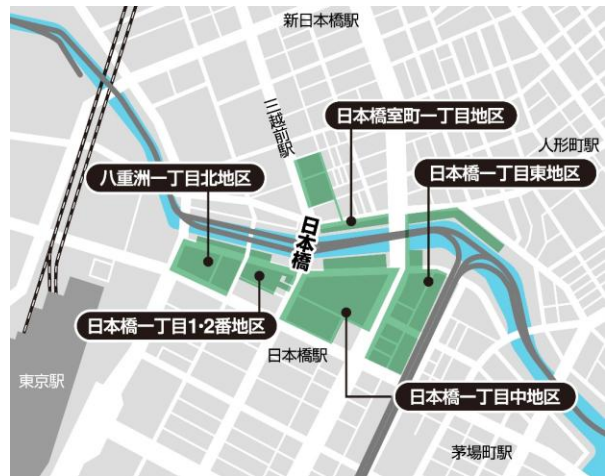 新日本橋駅
三越前駅
日本橋室町一丁目地区
人形町駅
八重洲一丁目北地区
日本橋一丁目東地区
日本橋
日本橋一丁目1・2番地区
日本橋駅
東京駅
日本橋一丁目中地区
茅場町駅